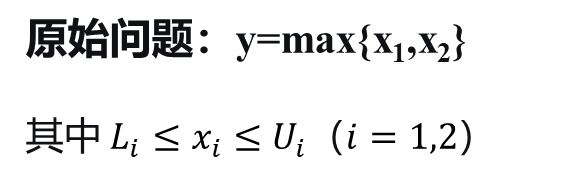 原始问题：y=max{x₁,x₂}
其中 Lᵢ ≤ xᵢ ≤ Uᵢ（i = 1,2）